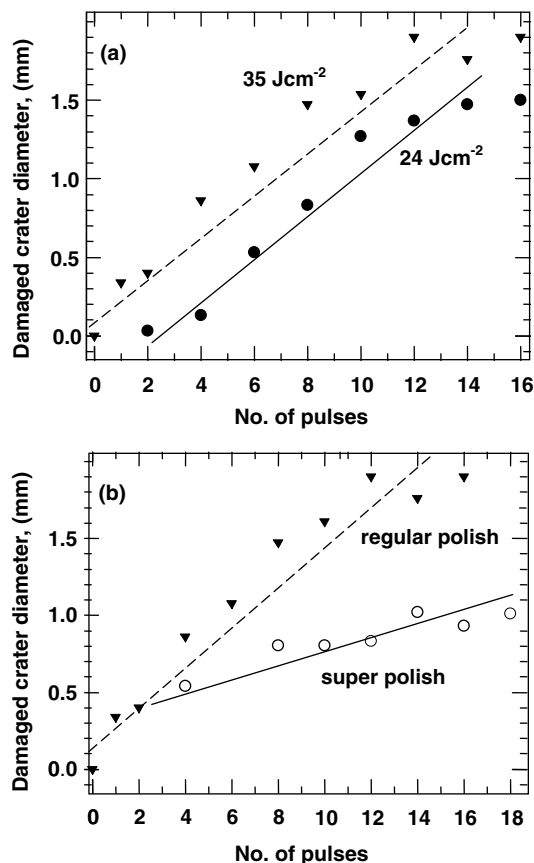 (a)
35 Jcm-2
24 Jcm-2
Damaged crater diameter, (mm)
1.5
1.0
0.5
0.0
0 2 4 6 8 10 12 14 16
No. of pulses
(b)
regular polish
super polish
Damaged crater diameter, (mm)
1.5
1.0
0.5
0.0
0 2 4 6 8 10 12 14 16 18
No. of pulses